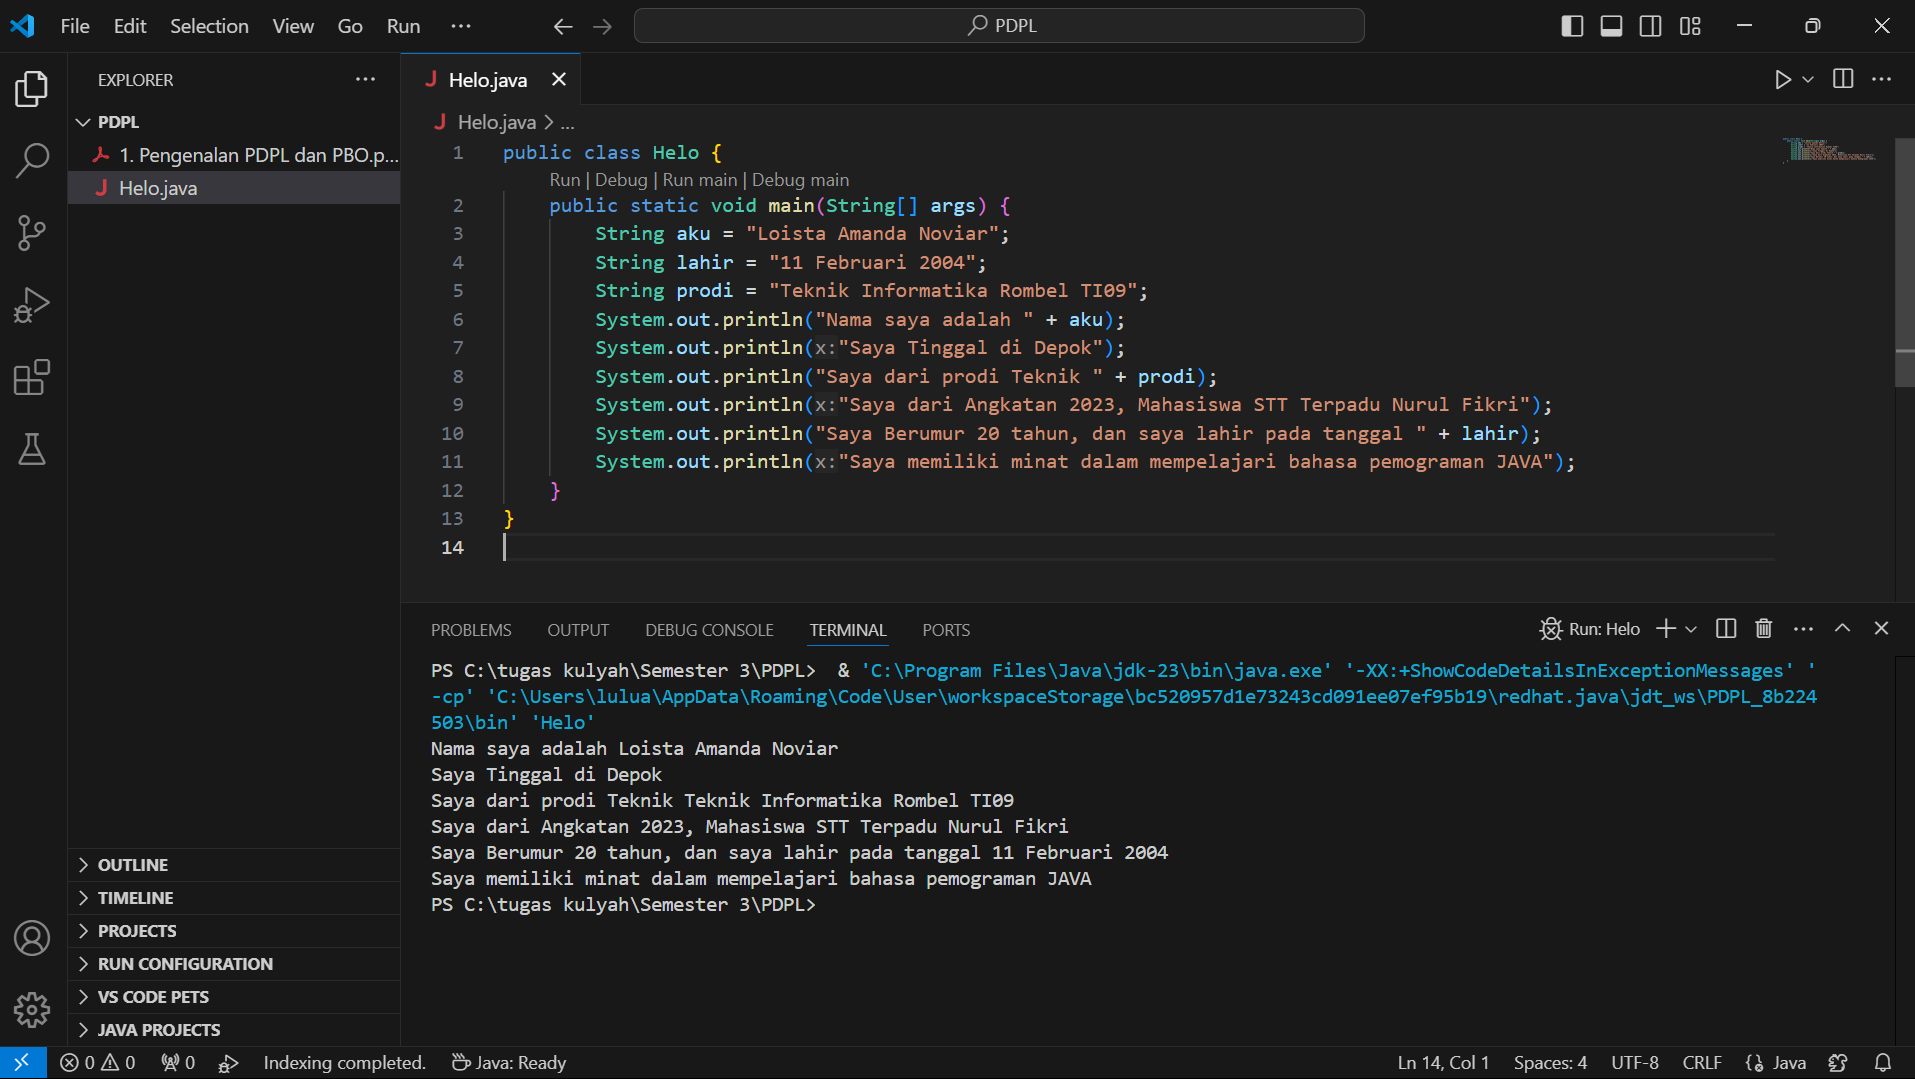 File Edit Selection View Go Run ···
PDPL
EXPLORER
PDPL
1. Pengenalan PDPL dan PBO.p...
J Helo.java
OUTLINE
TIMELINE
PROJECTS
RUN CONFIGURATION
VS CODE PETS
JAVA PROJECTS
J Helo.java
J Helo.java > ...
1 public class Helo {
Run | Debug | Run main | Debug main
2 public static void main(String[] args) {
3 String aku = "Loista Amanda Noviar";
4 String lahir = "11 Februari 2004";
5 String prodi = "Teknik Informatika Rombel TI09";
6 System.out.println("Nama saya adalah " + aku);
7 System.out.println(x:"Saya Tinggal di Depok");
8 System.out.println("Saya dari prodi Teknik " + prodi);
9 System.out.println(x:"Saya dari Angkatan 2023, Mahasiswa STT Terpadu Nurul Fikri");
10 System.out.println("Saya Berumur 20 tahun, dan saya lahir pada tanggal " + lahir);
11 System.out.println(x:"Saya memiliki minat dalam mempelajari bahasa pemograman JAVA");
12 }
13 }
14
PROBLEMS OUTPUT DEBUG CONSOLE TERMINAL PORTS
Run: Helo
PS C:\tugas kulyah\Semester 3\PDPL>  & 'C:\Program Files\Java\jdk-23\bin\java.exe' '-XX:+ShowCodeDetailsInExceptionMessages' '
-cp' 'C:\Users\lulua\AppData\Roaming\Code\User\workspaceStorage\bc520957d1e73243cd091ee07ef95b19\redhat.java\jdt_ws\PDPL_8b224
503\bin' 'Helo'
Nama saya adalah Loista Amanda Noviar
Saya Tinggal di Depok
Saya dari prodi Teknik Teknik Informatika Rombel TI09
Saya dari Angkatan 2023, Mahasiswa STT Terpadu Nurul Fikri
Saya Berumur 20 tahun, dan saya lahir pada tanggal 11 Februari 2004
Saya memiliki minat dalam mempelajari bahasa pemograman JAVA
PS C:\tugas kulyah\Semester 3\PDPL>
0 0 0 Indexing completed. Java: Ready Ln 14, Col 1 Spaces: 4 UTF-8 CRLF {} Java